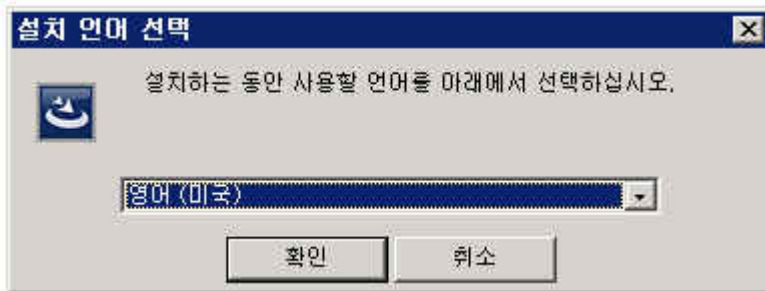 설치 언어 선택
설치하는 동안 사용할 언어를 아래에서 선택하십시오.
영어 (미국)
확인
취소